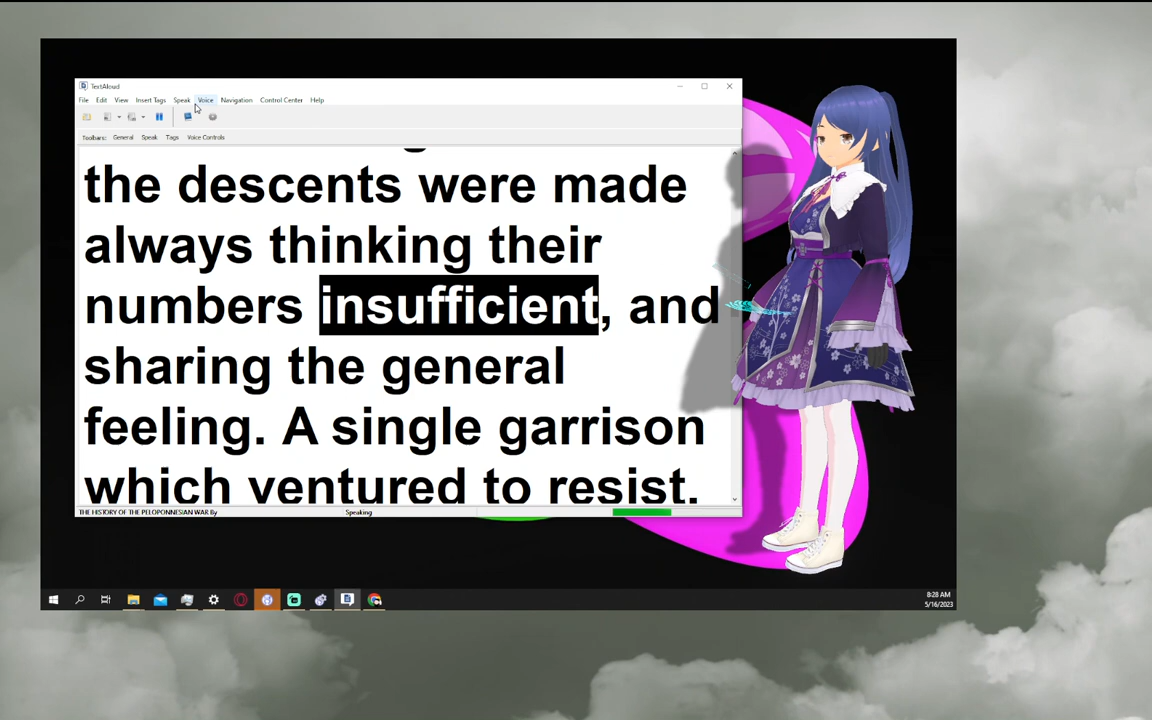 TextAloud
File Edit View Insert Tags Speak Voice Navigation Control Center Help
Toolbars: General Speak Tags Voice Controls
the descents were made
always thinking their
numbers insufficient, and
sharing the general
feeling. A single garrison
which ventured to resist.
THE HISTORY OF THE PELOPONNESIAN WAR By Speaking
8:28 AM
5/16/2023